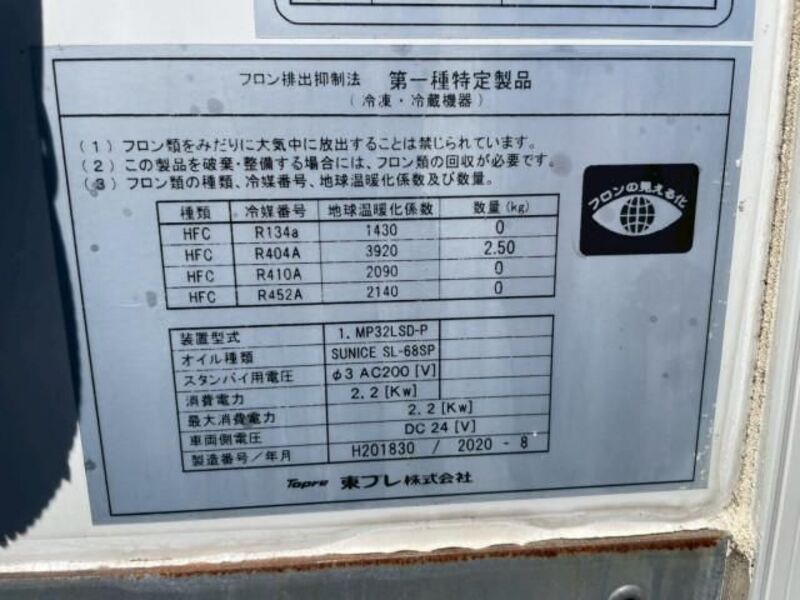 フロン排出抑制法 第一種特定製品
(冷凍・冷蔵機器)
(1) フロン類をみだりに大気中に放出することは禁じられています。
(2) この製品を破棄・整備する場合には、フロン類の回収が必要です。
(3) フロン類の種類、冷媒番号、地球温暖化係数及び数量。
フロンの見える化
種類 冷媒番号 地球温暖化係数 数量(kg)
HFC R134a 1430 0
HFC R404A 3920 2.50
HFC R410A 2090 0
HFC R452A 2140 0
装置型式 1. MP32LSD-P
オイル種類 SUNICE SL-68SP
スタンバイ用電圧 φ3 AC200 [V]
消費電力 2.2 [Kw]
最大消費電力 2.2 [Kw]
車両側電圧 DC 24 [V]
製造番号／年月 H201830 / 2020 - 8
Topre 東プレ株式会社